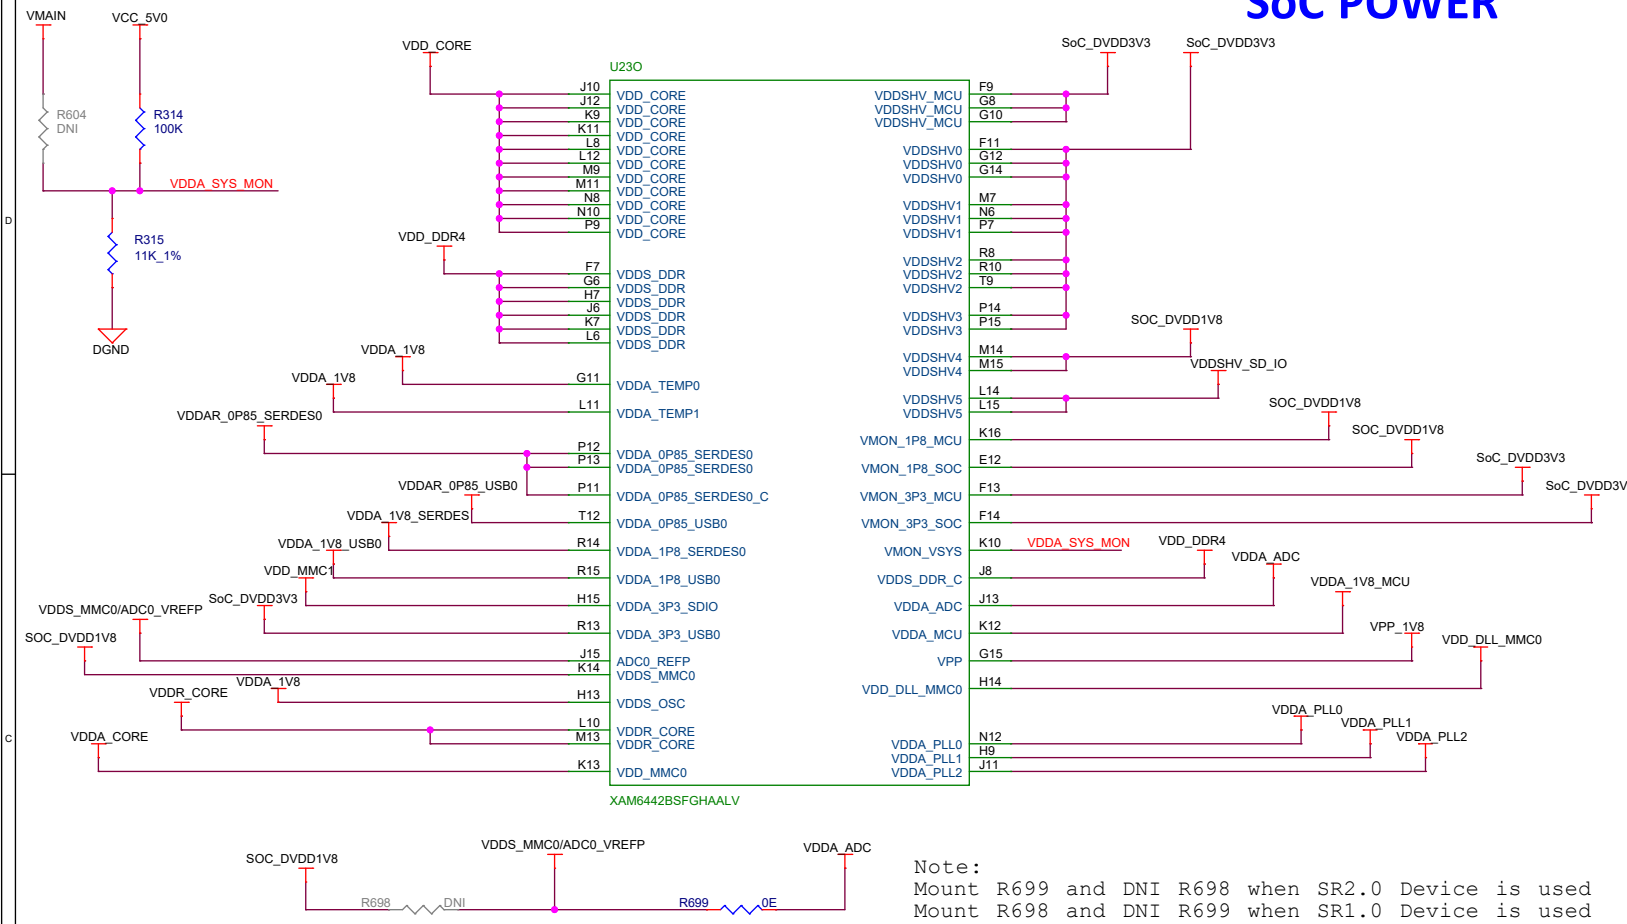 SoC POWER
VMAIN
VCC_5V0
R604
DNI
R314
100K
VDDA_SYS_MON
R315
11K_1%
DGND
D
C
VDD_CORE
U23O
J10 VDD_CORE
J12 VDD_CORE
K9 VDD_CORE
K11 VDD_CORE
L8 VDD_CORE
L12 VDD_CORE
M9 VDD_CORE
M11 VDD_CORE
N8 VDD_CORE
N10 VDD_CORE
P9 VDD_CORE
VDD_DDR4
F7 VDDS_DDR
G6 VDDS_DDR
H7 VDDS_DDR
J6 VDDS_DDR
K7 VDDS_DDR
L6 VDDS_DDR
VDDA_1V8
G11 VDDA_TEMP0
VDDA_1V8
L11 VDDA_TEMP1
VDDAR_0P85_SERDES0
P12 VDDA_0P85_SERDES0
P13 VDDA_0P85_SERDES0
P11 VDDA_0P85_SERDES0_C
VDDAR_0P85_USB0
T12 VDDA_0P85_USB0
VDDA_1V8_SERDES
R14 VDDA_1P8_SERDES0
VDDA_1V8_USB0
R15 VDDA_1P8_USB0
VDD_MMC1
H15 VDDA_3P3_SDIO
SoC_DVDD3V3
R13 VDDA_3P3_USB0
VDDS_MMC0/ADC0_VREFP
J15 ADC0_REFP
SOC_DVDD1V8
K14 VDDS_MMC0
VDDA_1V8
H13 VDDS_OSC
VDDR_CORE
L10 VDDR_CORE
M13 VDDR_CORE
VDDA_CORE
K13 VDD_MMC0
XAM6442BSFGHAALV
SoC_DVDD3V3
SoC_DVDD3V3
VDDSHV_MCU F9
VDDSHV_MCU G8
VDDSHV_MCU G10
VDDSHV0 F11
VDDSHV0 G12
VDDSHV0 G14
VDDSHV1 M7
VDDSHV1 N6
VDDSHV1 P7
VDDSHV2 R8
VDDSHV2 R10
VDDSHV2 T9
VDDSHV3 P14
VDDSHV3 P15
SOC_DVDD1V8
VDDSHV4 M14
VDDSHV4 M15
VDDSHV_SD_IO
VDDSHV5 L14
VDDSHV5 L15
SOC_DVDD1V8
VMON_1P8_MCU K16
SOC_DVDD1V8
VMON_1P8_SOC E12
SoC_DVDD3V3
VMON_3P3_MCU F13
SoC_DVDD3V
VMON_3P3_SOC F14
VMON_VSYS K10 VDDA_SYS_MON
VDD_DDR4
VDDS_DDR_C J8
VDDA_ADC
VDDA_ADC J13
VDDA_1V8_MCU
VDDA_MCU K12
VPP_1V8
VPP G15
VDD_DLL_MMC0
VDD_DLL_MMC0 H14
VDDA_PLL0
VDDA_PLL0 N12
VDDA_PLL1
VDDA_PLL1 H9
VDDA_PLL2
VDDA_PLL2 J11
SOC_DVDD1V8
VDDS_MMC0/ADC0_VREFP
VDDA_ADC
R698 DNI
R699 0E
Note:
Mount R699 and DNI R698 when SR2.0 Device is used
Mount R698 and DNI R699 when SR1.0 Device is used